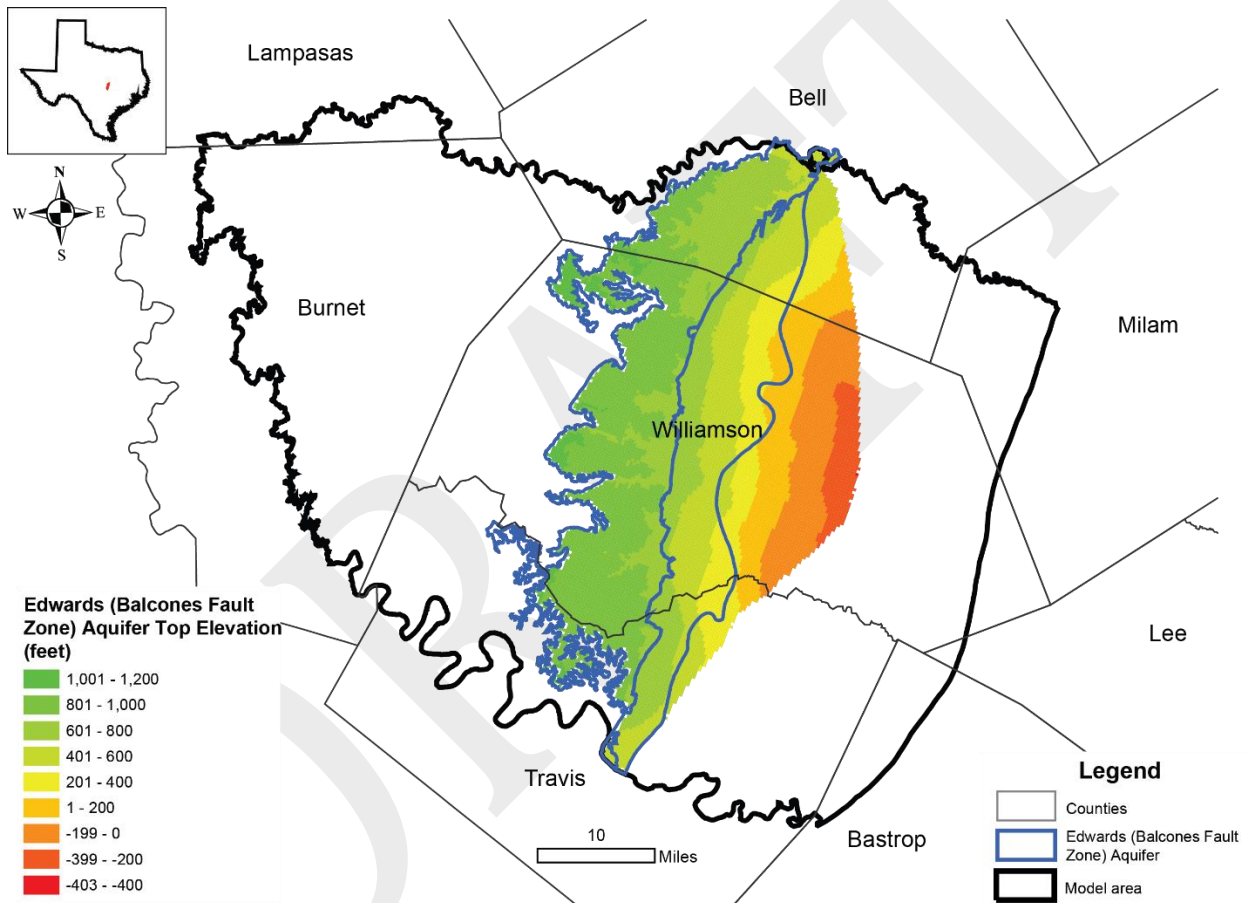 Lampasas
Bell
N
W
E
S
Burnet
Milam
Williamson
Edwards (Balcones Fault
Zone) Aquifer Top Elevation
(feet)
1,001 - 1,200
801 - 1,000
601 - 800
401 - 600
201 - 400
1 - 200
-199 - 0
-399 - -200
-403 - -400
Lee
Travis
Bastrop
10
Miles
Legend
Counties
Edwards (Balcones Fault
Zone) Aquifer
Model area
DRAFT